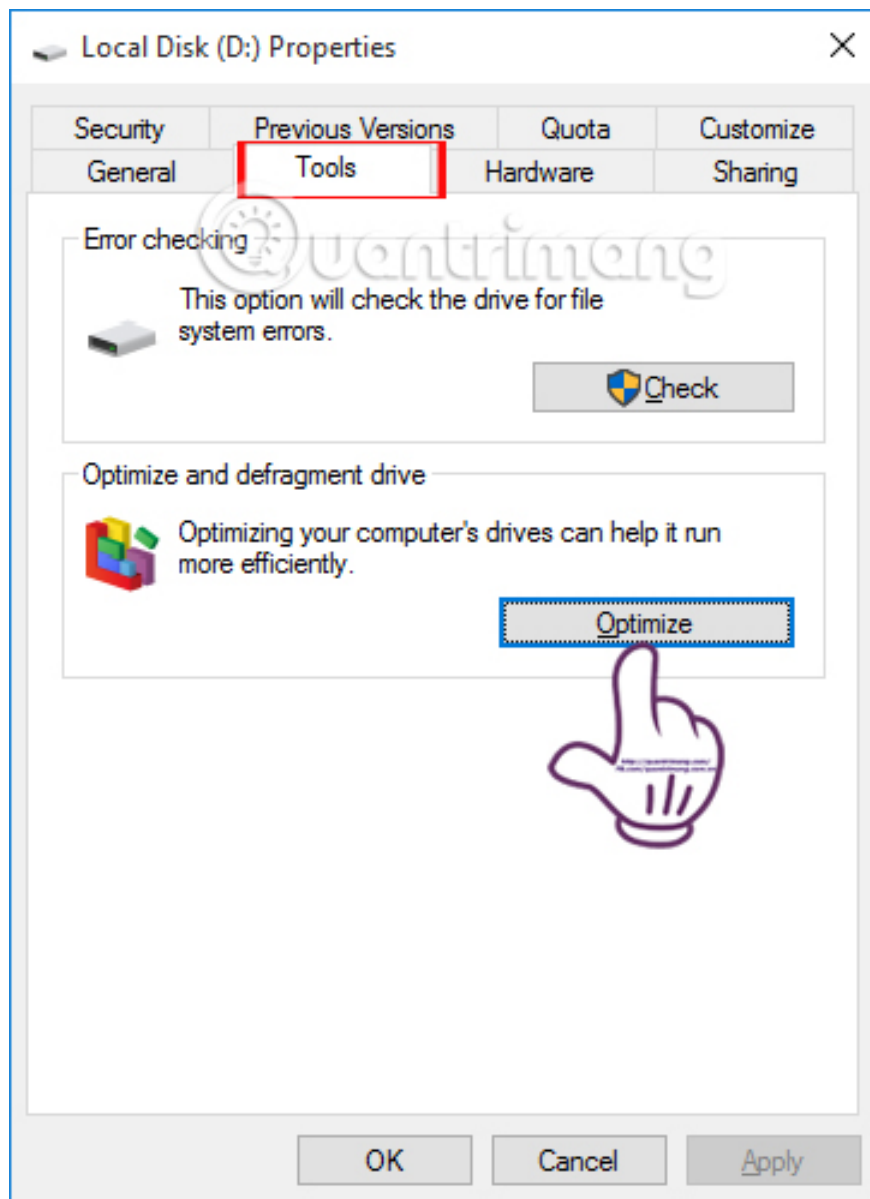 Local Disk (D:) Properties
Security Previous Versions Quota Customize
General Tools Hardware Sharing
Error checking
Quantrimang
This option will check the drive for file
system errors.
Check
Optimize and defragment drive
Optimizing your computer's drives can help it run
more efficiently.
Optimize
OK Cancel Apply